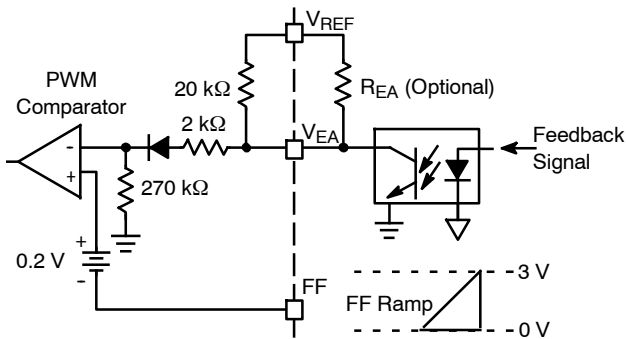 V_REF
PWM
Comparator
20 kΩ
R_EA (Optional)
2 kΩ
V_EA
Feedback
Signal
-
+
270 kΩ
+
0.2 V
-
FF
3 V
FF Ramp
0 V